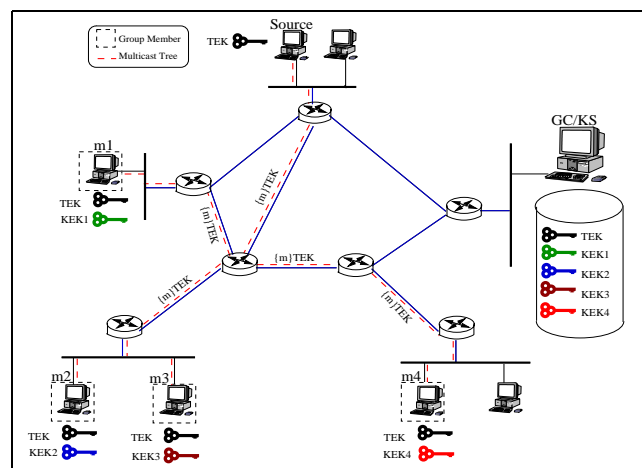 Source
Group Member
Multicast Tree
TEK
GC/KS
m1
{m}TEK
{m}TEK
TEK
KEK1
TEK
KEK1
KEK2
KEK3
KEK4
{m}TEK
{m}TEK
{m}TEK
m2
m3
m4
TEK
KEK2
TEK
KEK3
TEK
KEK4